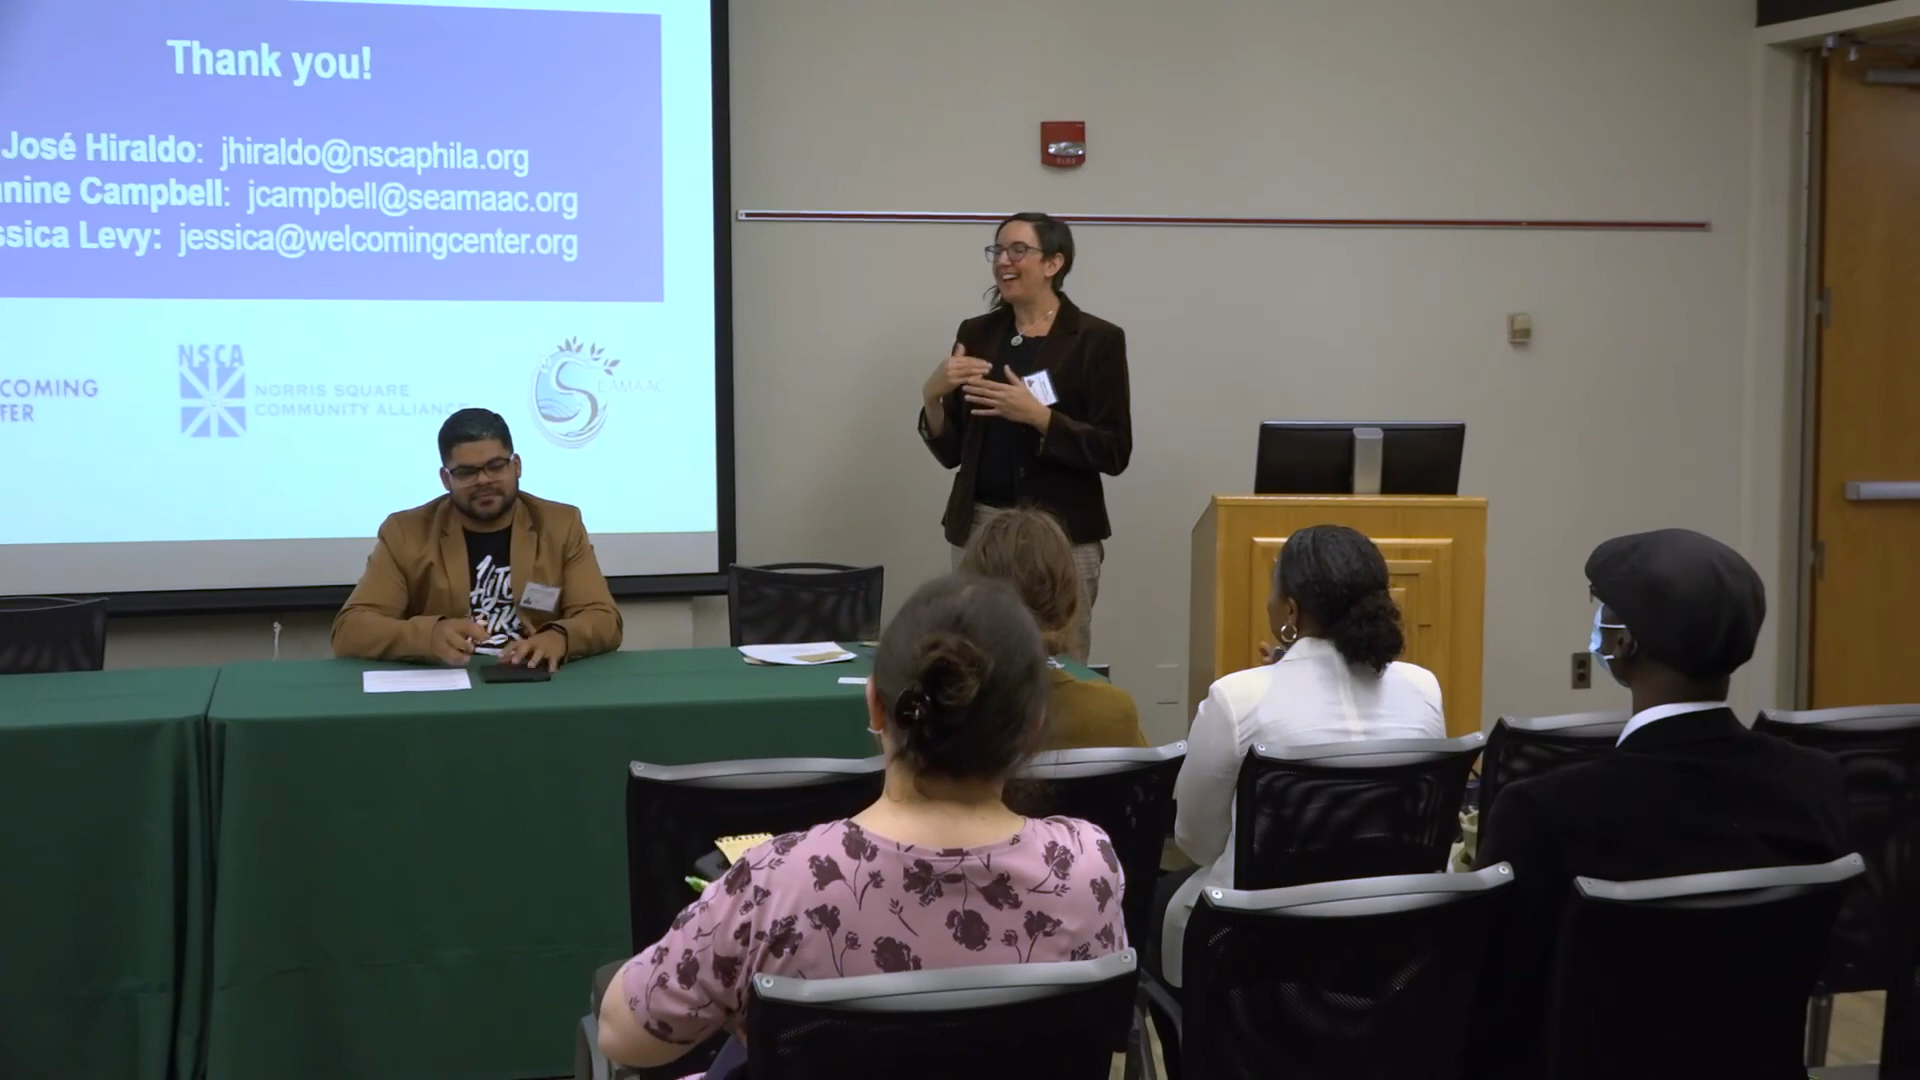 Thank you!
José Hiraldo: jhiraldo@nscaphila.org
nine Campbell: jcampbell@seamaac.org
ssica Levy: jessica@welcomingcenter.org
COMING
NSCA
NORRIS SQUARE
COMMUNITY ALLIANCE
SEAMAAC